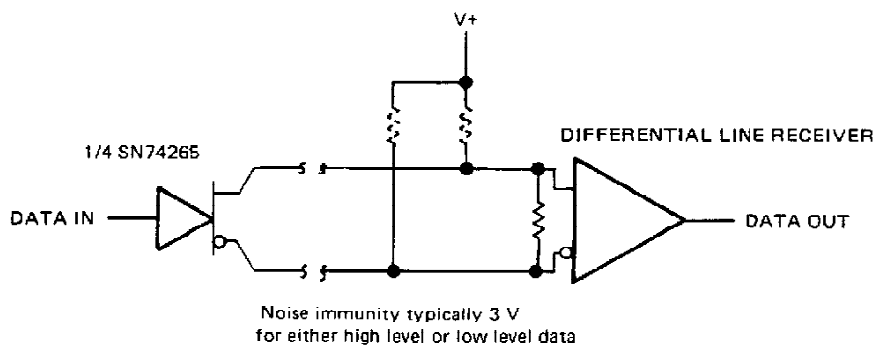 V+
DIFFERENTIAL LINE RECEIVER
1/4 SN74265
DATA IN
DATA OUT
Noise immunity typically 3 V
for either high level or low level data